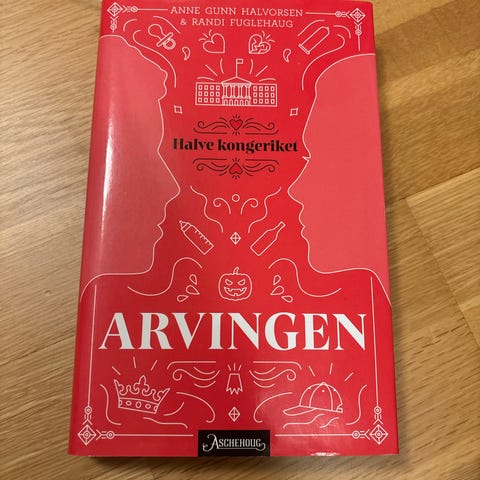 ANNE GUNN HALVORSEN
& RANDI FUGLEHAUG
Halve kongeriket
ARVINGEN
ASCHEHOUG